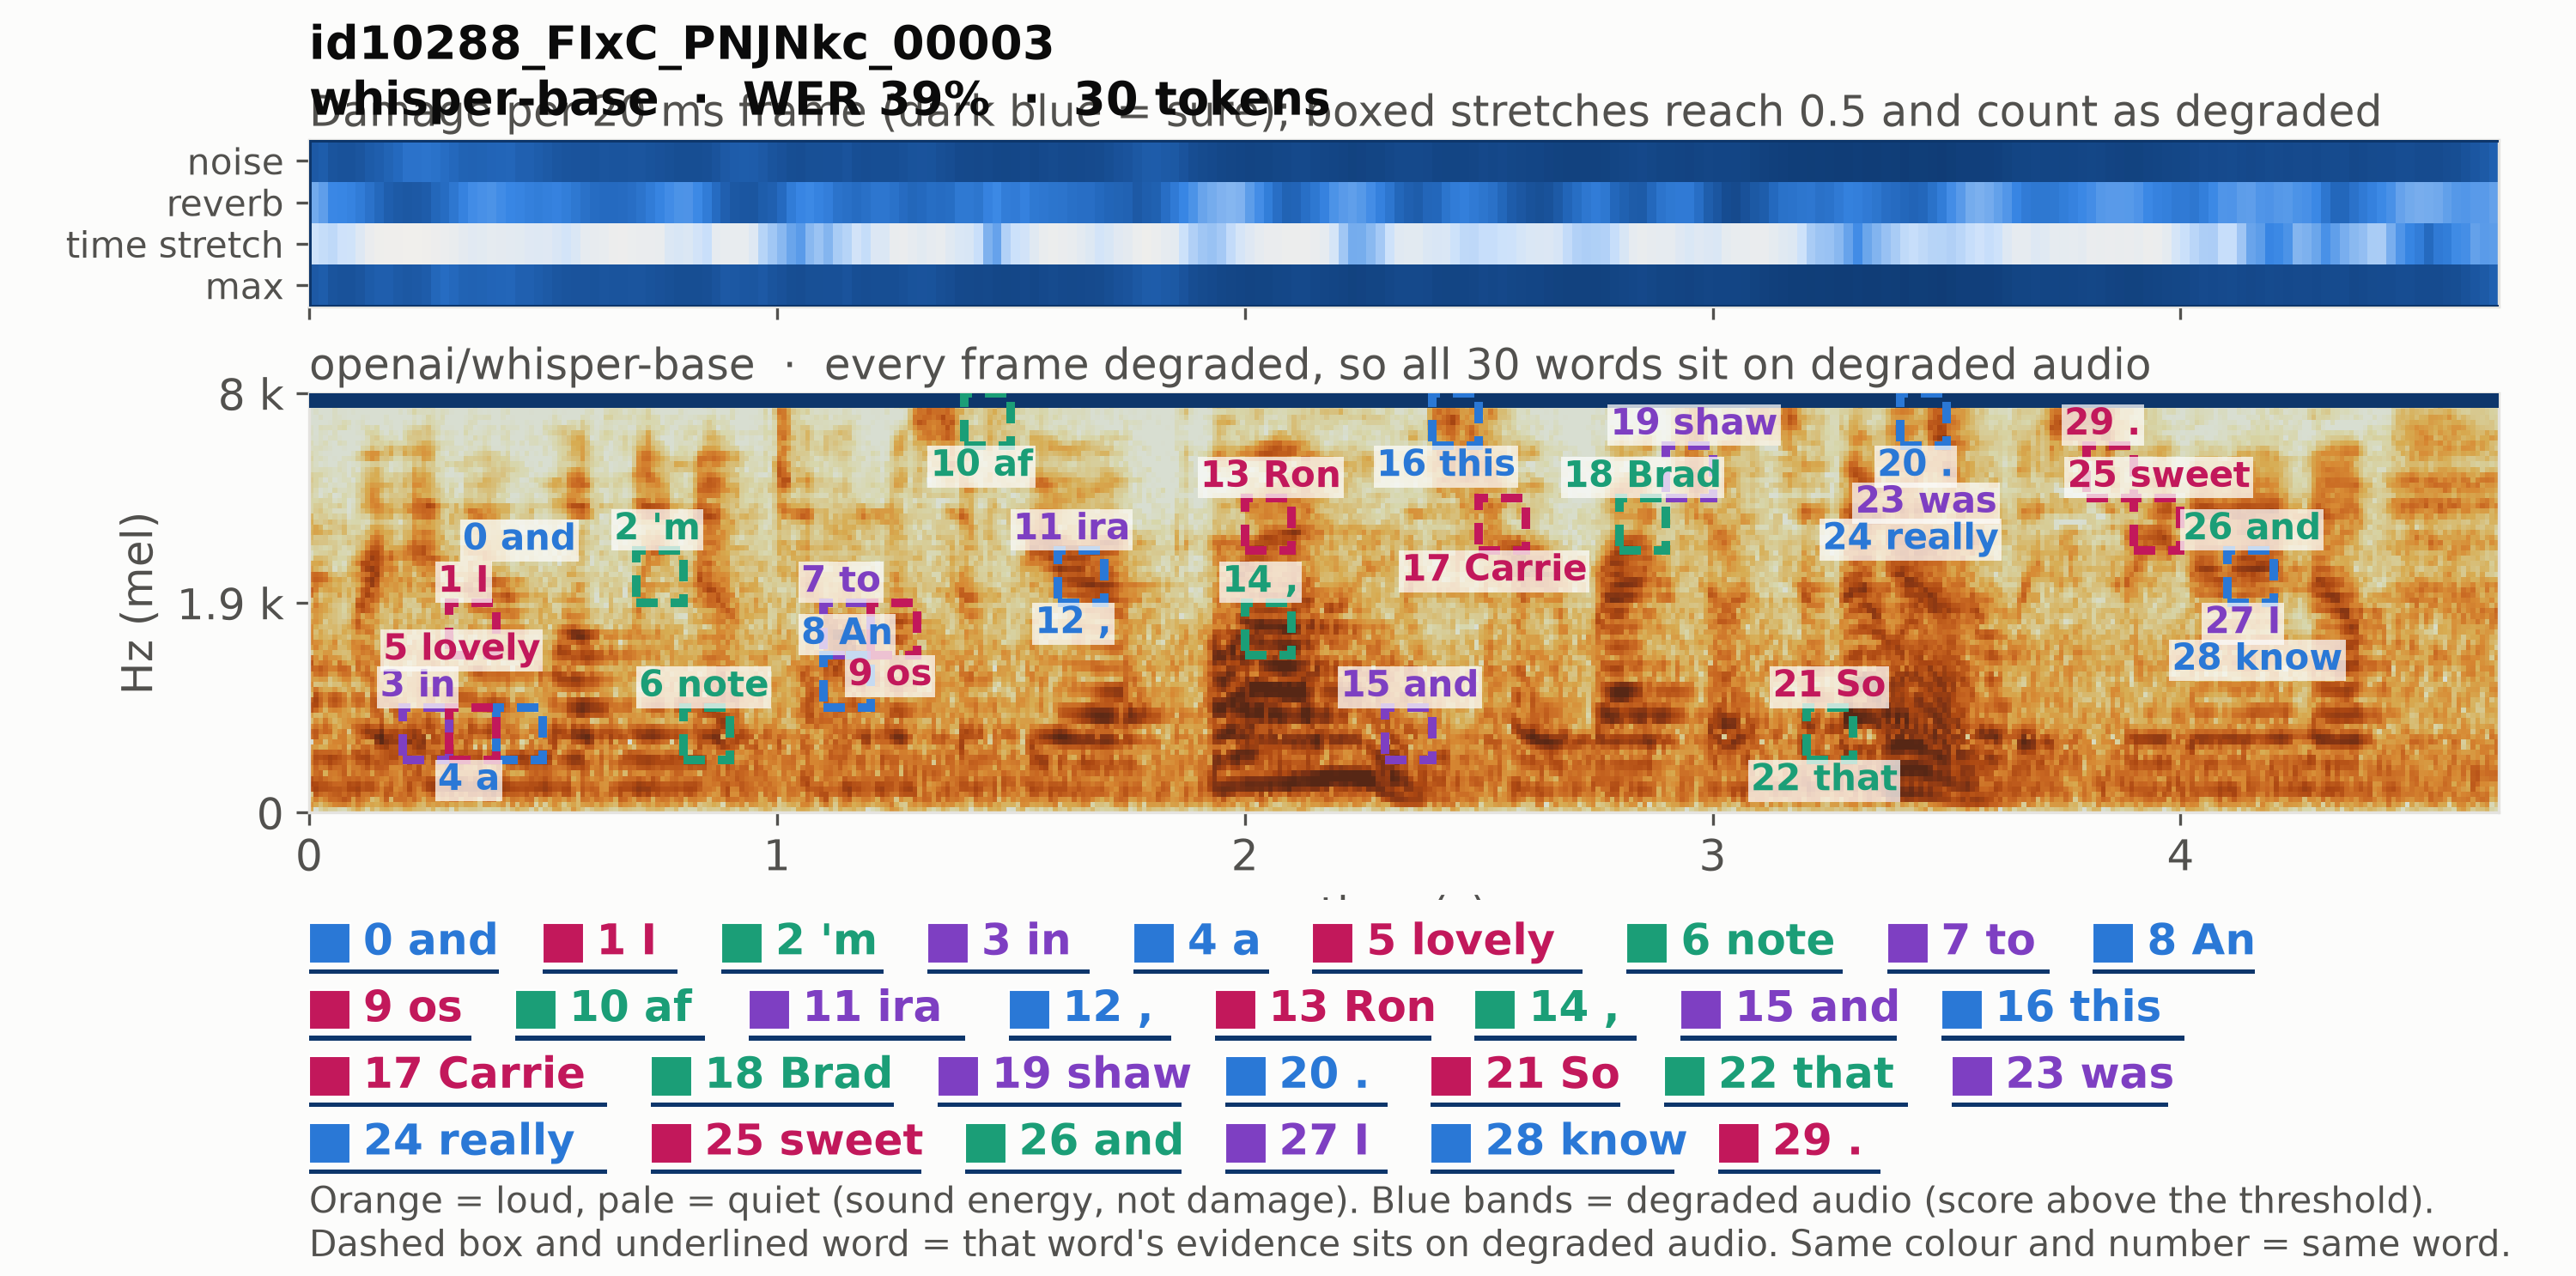 id10288_FIxC_PNJNkc_00003
whisper-base · WER 39% · 30 tokens
Damage per 20 ms frame (dark blue = sure); boxed stretches reach 0.5 and count as degraded
noise
reverb
time stretch
max
openai/whisper-base · every frame degraded, so all 30 words sit on degraded audio
8 k
1.9 k
0
Hz (mel)
10 af
16 this
19 shaw
18 Brad
20 .
29 .
13 Ron
25 sweet
23 was
24 really
0 and
2 'm
11 ira
26 and
1 I
7 to
14 ,
17 Carrie
5 lovely
8 An
12 ,
27 I
28 know
3 in
6 note
9 os
15 and
21 So
4 a
22 that
0 1 2 3 4
0 and 1 I 2 'm 3 in 4 a 5 lovely 6 note 7 to 8 An
9 os 10 af 11 ira 12 , 13 Ron 14 , 15 and 16 this
17 Carrie 18 Brad 19 shaw 20 . 21 So 22 that 23 was
24 really 25 sweet 26 and 27 I 28 know 29 .
Orange = loud, pale = quiet (sound energy, not damage). Blue bands = degraded audio (score above the threshold).
Dashed box and underlined word = that word's evidence sits on degraded audio. Same colour and number = same word.